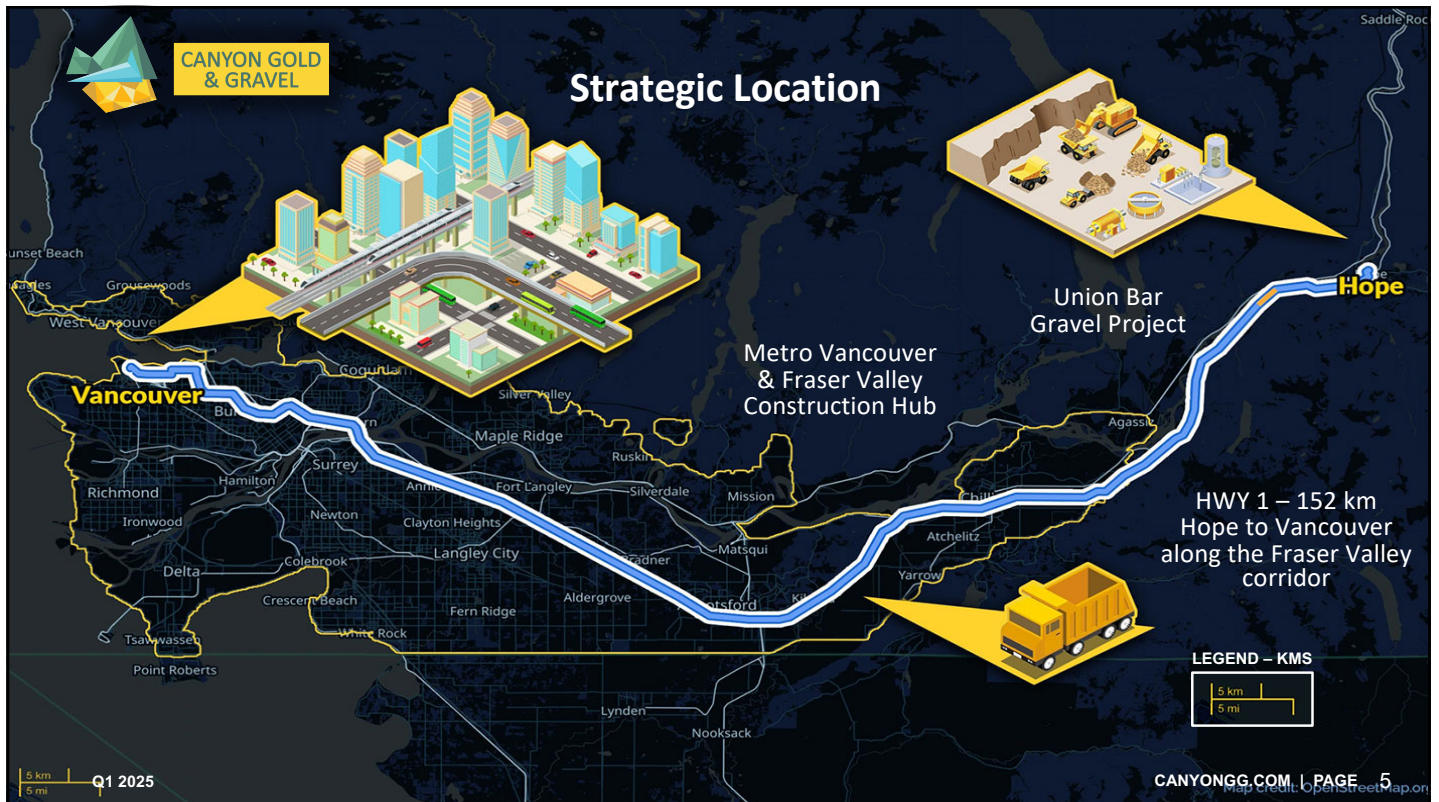 CANYON GOLD
& GRAVEL
Strategic Location
Saddle Roc
unset Beach
Grousewoods
West Vancouver
Hope
Union Bar
Gravel Project
Metro Vancouver
& Fraser Valley
Construction Hub
Vancouver
Silver Valley
Maple Ridge
Agassiz
Surrey
Ruskin
Hamilton
Fort Langley
Silverdale
Mission
Richmond
Newton
Clayton Heights
Ironwood
Atchelitz
HWY 1 – 152 km
Hope to Vancouver
along the Fraser Valley
corridor
Langley City
Matsqui
Colebrook
Delta
Yarrow
Crescent Beach
Fern Ridge
Aldergrove
White Rock
Tsawwassen
Point Roberts
LEGEND – KMS
5 km
5 mi
Lynden
Nooksack
5 km
5 mi
Q1 2025
CANYONGG.COM | PAGE 5
Map credit: OpenStreetMap.org